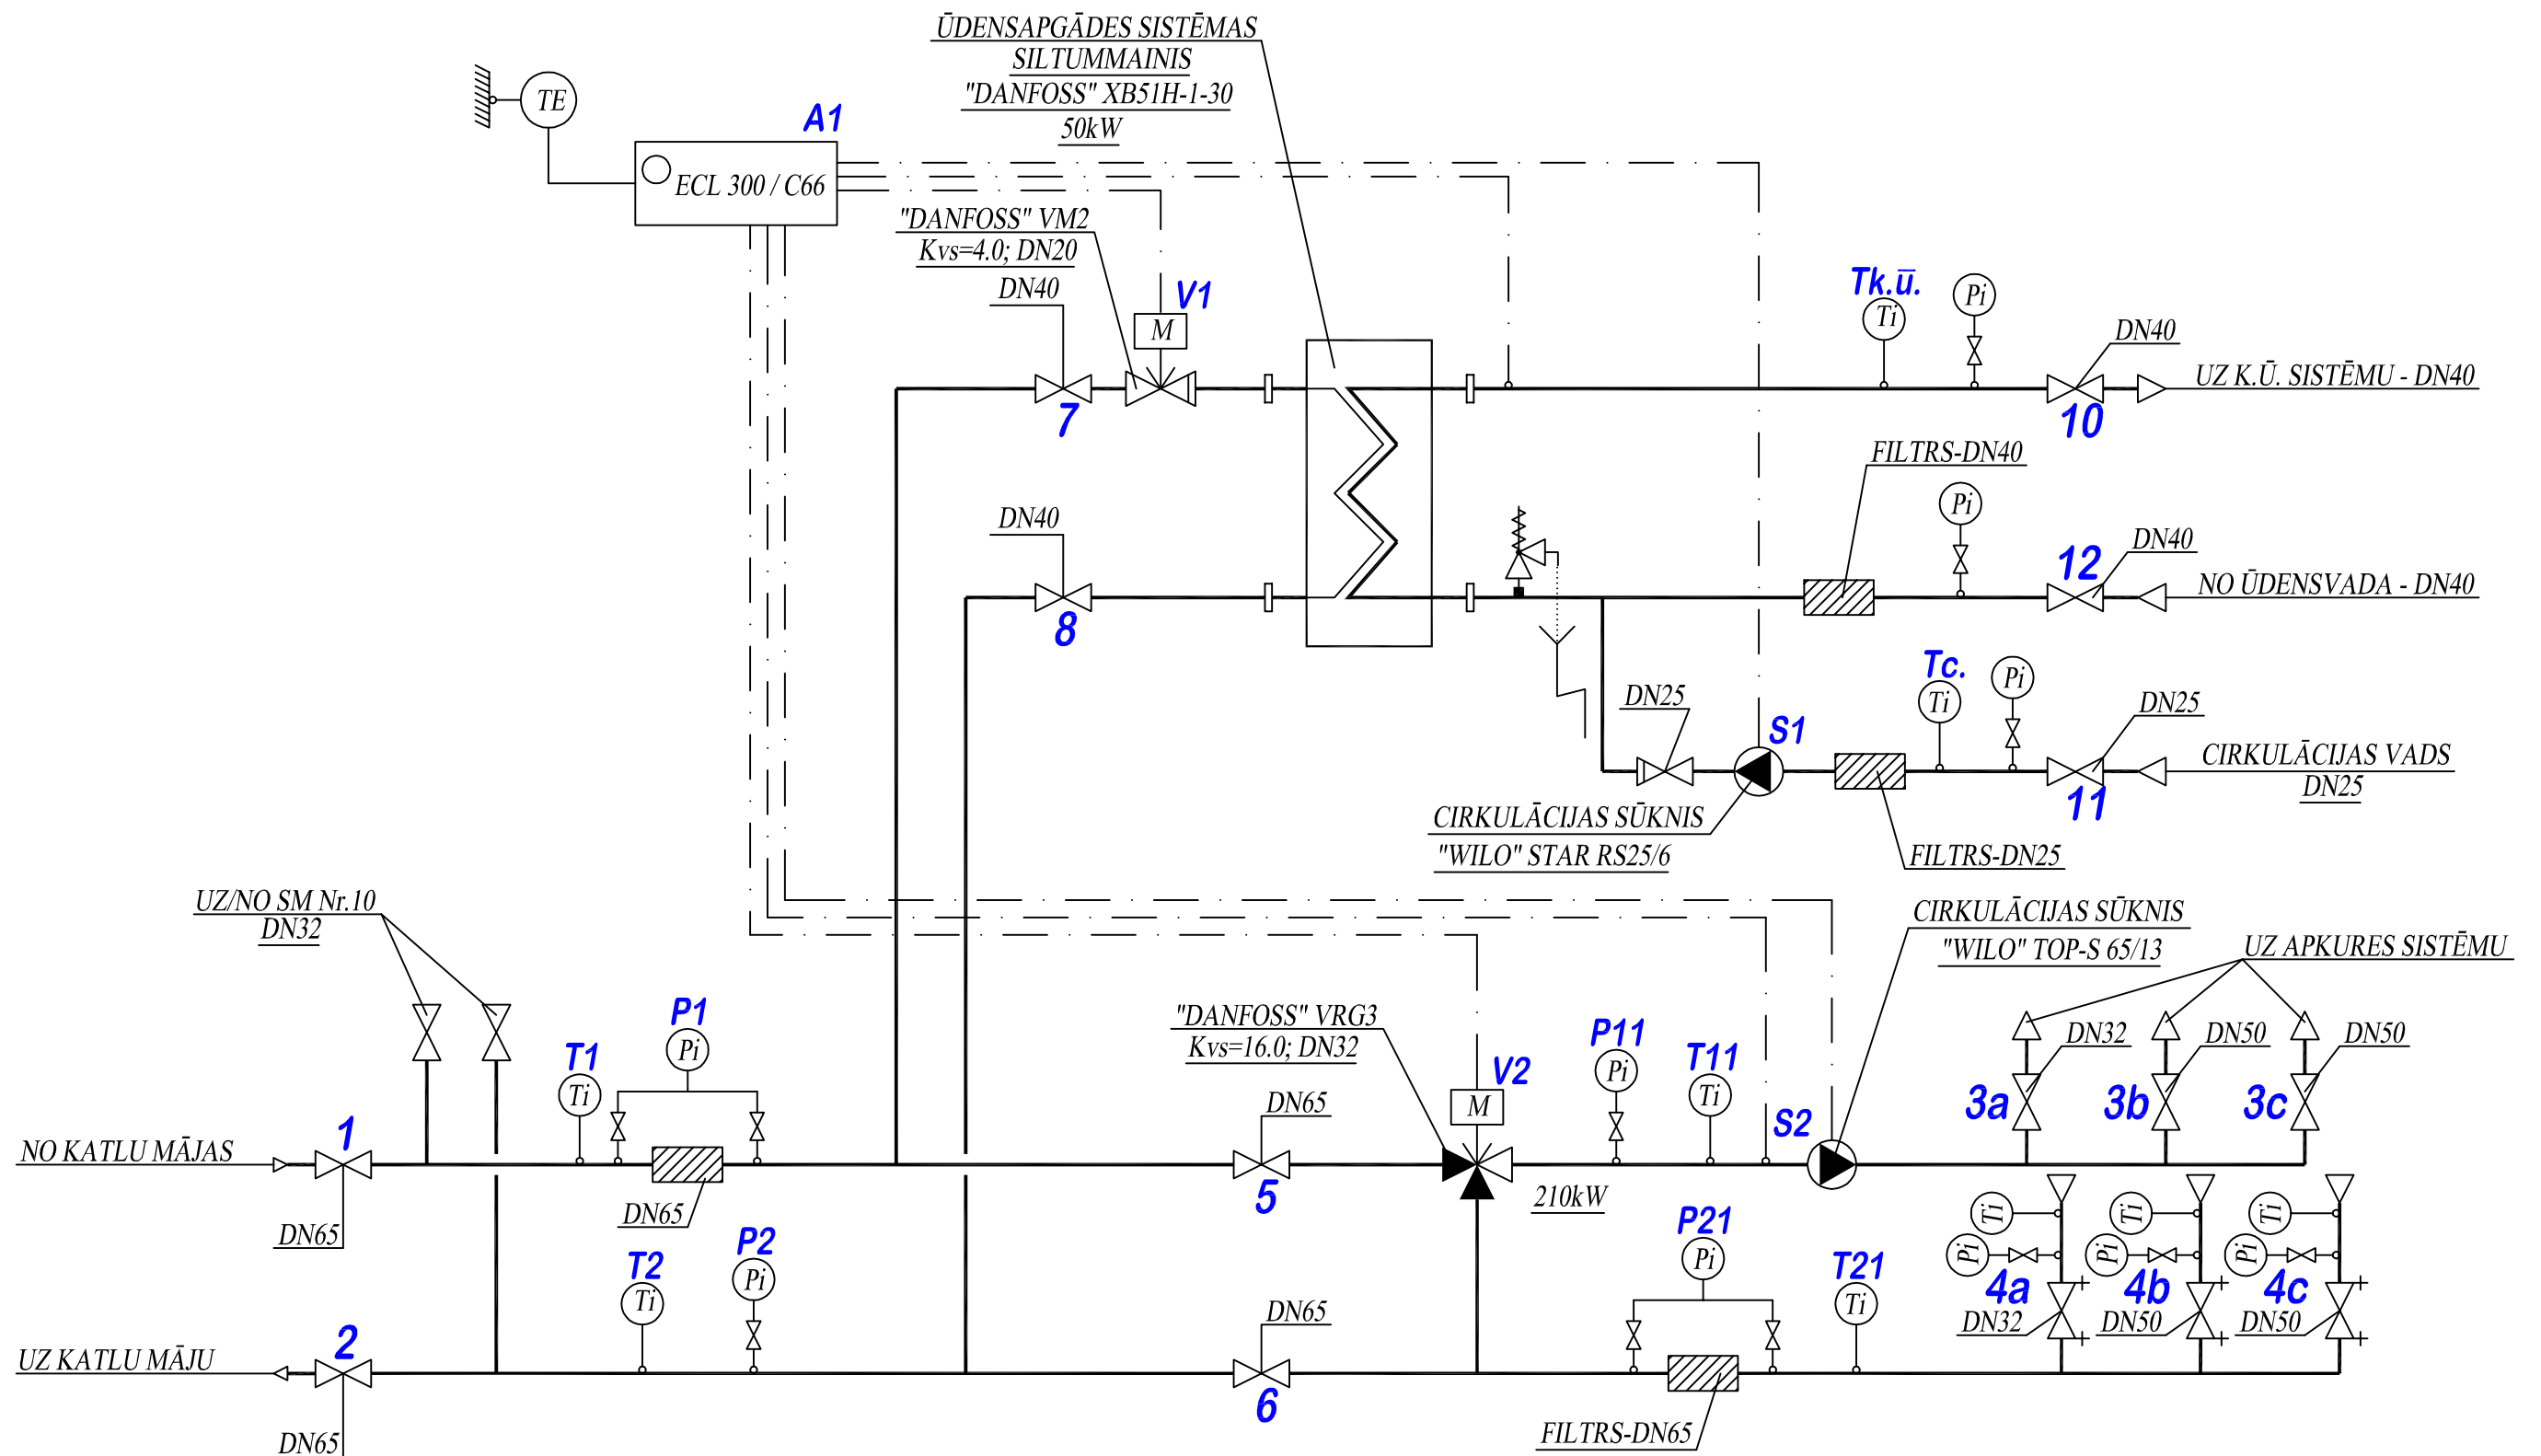 ŪDENSAPGĀDES SISTĒMAS
SILTUMMAINIS
"DANFOSS" XB51H-1-30
50kW
TE
A1
ECL 300 / C66
"DANFOSS" VM2
Kvs=4.0; DN20
DN40
V1
M
7
Tk.ū.
Ti
Pi
DN40
UZ K.Ū. SISTĒMU - DN40
10
FILTRS-DN40
Pi
DN40
12
NO ŪDENSVADA - DN40
DN40
8
Tc.
Ti
Pi
DN25
DN25
S1
CIRKULĀCIJAS VADS
DN25
11
CIRKULĀCIJAS SŪKNIS
"WILO" STAR RS25/6
FILTRS-DN25
UZ/NO SM Nr.10
DN32
CIRKULĀCIJAS SŪKNIS
"WILO" TOP-S 65/13
UZ APKURES SISTĒMU
P1
Pi
T1
Ti
"DANFOSS" VRG3
Kvs=16.0; DN32
P11
Pi
T11
Ti
V2
M
S2
DN32
DN50
DN50
3a
3b
3c
1
NO KATLU MĀJAS
DN65
DN65
DN65
5
210kW
P2
Pi
T2
Ti
P21
Pi
T21
Ti
Ti
Ti
Ti
Pi
Pi
Pi
4a
4b
4c
DN32
DN50
DN50
2
UZ KATLU MĀJU
DN65
DN65
6
FILTRS-DN65